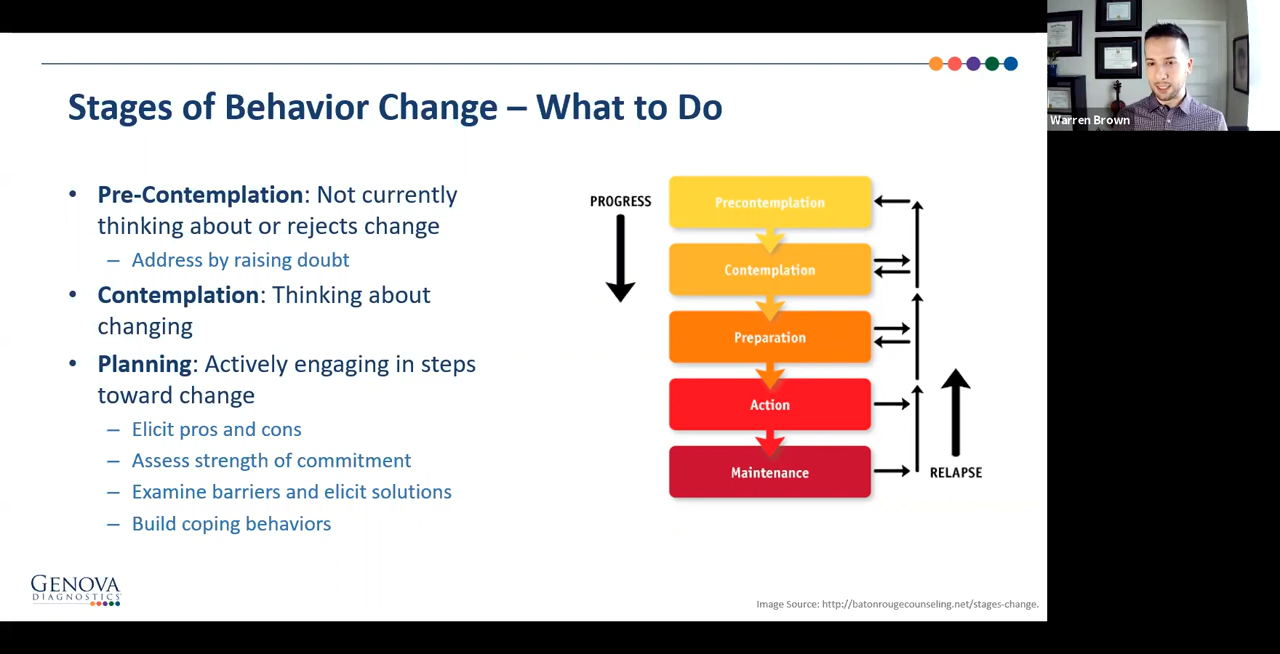 Stages of Behavior Change – What to Do
• Pre-Contemplation: Not currently
thinking about or rejects change
– Address by raising doubt
• Contemplation: Thinking about
changing
• Planning: Actively engaging in steps
toward change
– Elicit pros and cons
– Assess strength of commitment
– Examine barriers and elicit solutions
– Build coping behaviors
PROGRESS
Precontemplation
Contemplation
Preparation
Action
Maintenance
RELAPSE
GENOVA
DIAGNOSTICS
Image Source: http://batonrougecounseling.net/stages-change.
Warren Brown